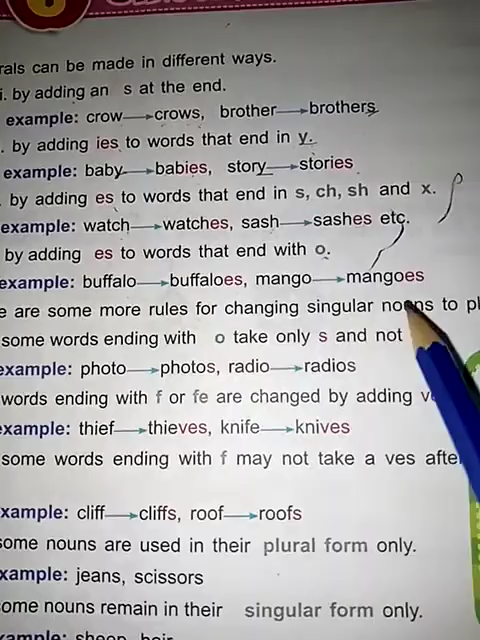 rals can be made in different ways.
i. by adding an s at the end.
example: crow→crows, brother→brothers
. by adding ies to words that end in y.
example: baby→babies, story→stories
. by adding es to words that end in s, ch, sh and x.
example: watch→watches, sash→sashes etc.
by adding es to words that end with o.
example: buffalo→buffaloes, mango→mangoes
e are some more rules for changing singular nouns to pl
some words ending with o take only s and not
example: photo→photos, radio→radios
words ending with f or fe are changed by adding v
example: thief→thieves, knife→knives
some words ending with f may not take a ves afte
xample: cliff→cliffs, roof→roofs
some nouns are used in their plural form only.
xample: jeans, scissors
ome nouns remain in their singular form only.
xample: sheep, hair